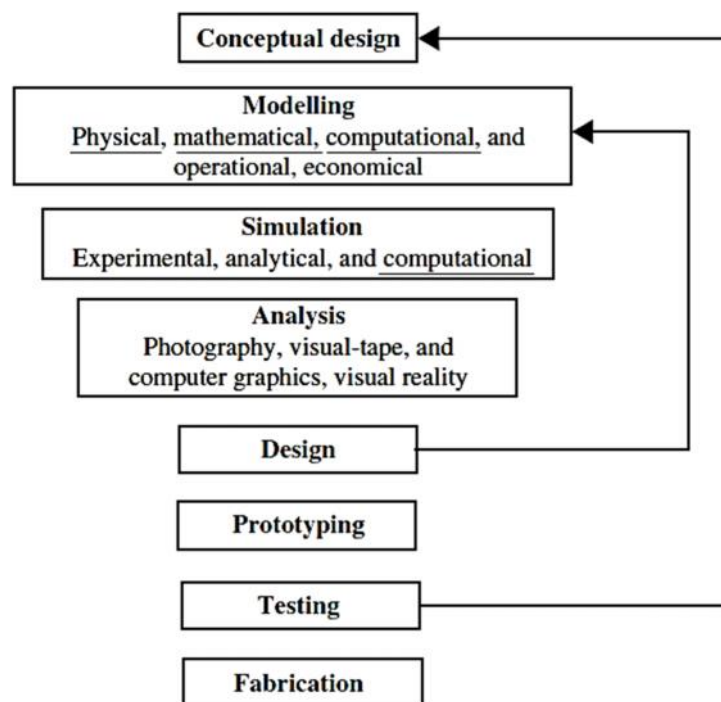 Conceptual design
Modelling
Physical, mathematical, computational, and
operational, economical
Simulation
Experimental, analytical, and computational
Analysis
Photography, visual-tape, and
computer graphics, visual reality
Design
Prototyping
Testing
Fabrication